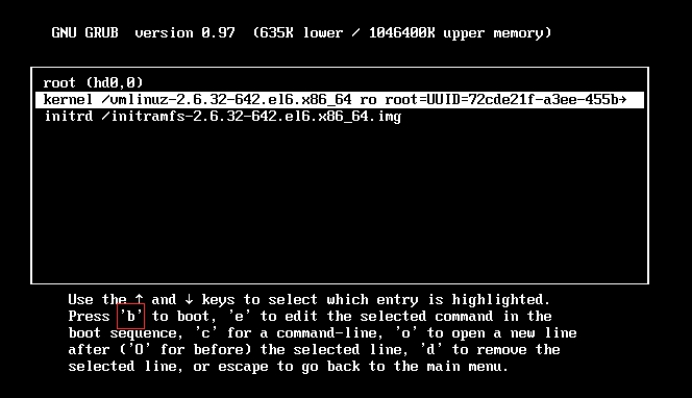 GNU GRUB version 0.97 (635K lower / 1046400K upper memory)
root (hd0,0)
kernel /vmlinuz-2.6.32-642.el6.x86_64 ro root=UUID=72cde21f-a3ee-455b→
initrd /initramfs-2.6.32-642.el6.x86_64.img
Use the ↑ and ↓ keys to select which entry is highlighted.
Press 'b' to boot, 'e' to edit the selected command in the
boot sequence, 'c' for a command-line, 'o' to open a new line
after ('O' for before) the selected line, 'd' to remove the
selected line, or escape to go back to the main menu.